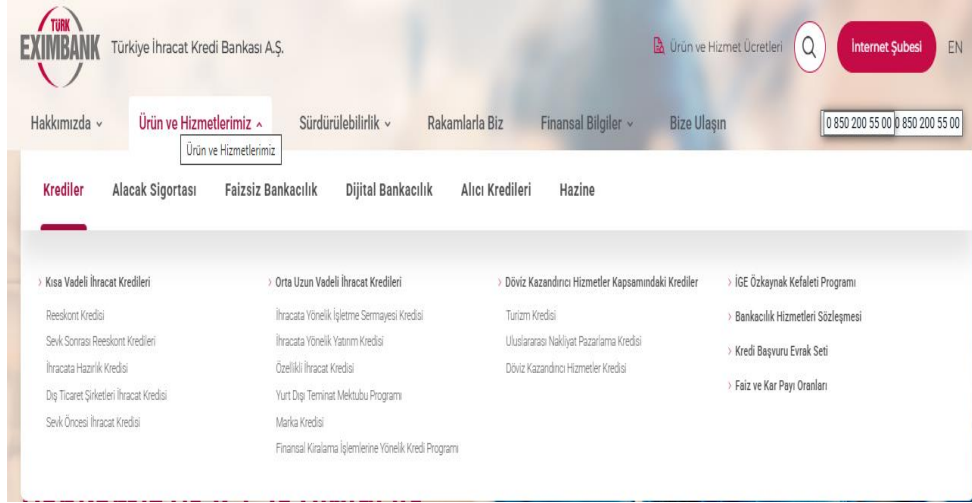 TÜRK
EXIMBANK
Türkiye İhracat Kredi Bankası A.Ş.
Ürün ve Hizmet Ücretleri
İnternet Şubesi
EN
Hakkımızda
Ürün ve Hizmetlerimiz
Sürdürülebilirlik
Rakamlarla Biz
Finansal Bilgiler
Bize Ulaşın
0 850 200 55 00
0 850 200 55 00
Ürün ve Hizmetlerimiz
Krediler
Alacak Sigortası
Faizsiz Bankacılık
Dijital Bankacılık
Alıcı Kredileri
Hazine
Kısa Vadeli İhracat Kredileri
Reeskont Kredisi
Sevk Sonrası Reeskont Kredileri
İhracata Hazırlık Kredisi
Dış Ticaret Şirketleri İhracat Kredisi
Sevk Öncesi İhracat Kredisi
Orta Uzun Vadeli İhracat Kredileri
İhracata Yönelik İşletme Sermayesi Kredisi
İhracata Yönelik Yatırım Kredisi
Özellikli İhracat Kredisi
Yurt Dışı Teminat Mektubu Programı
Marka Kredisi
Finansal Kiralama İşlemlerine Yönelik Kredi Programı
Döviz Kazandırıcı Hizmetler Kapsamındaki Krediler
Turizm Kredisi
Uluslararası Nakliyat Pazarlama Kredisi
Döviz Kazandırıcı Hizmetler Kredisi
İGE Özkaynak Kefaleti Programı
Bankacılık Hizmetleri Sözleşmesi
Kredi Başvuru Evrak Seti
Faiz ve Kar Payı Oranları